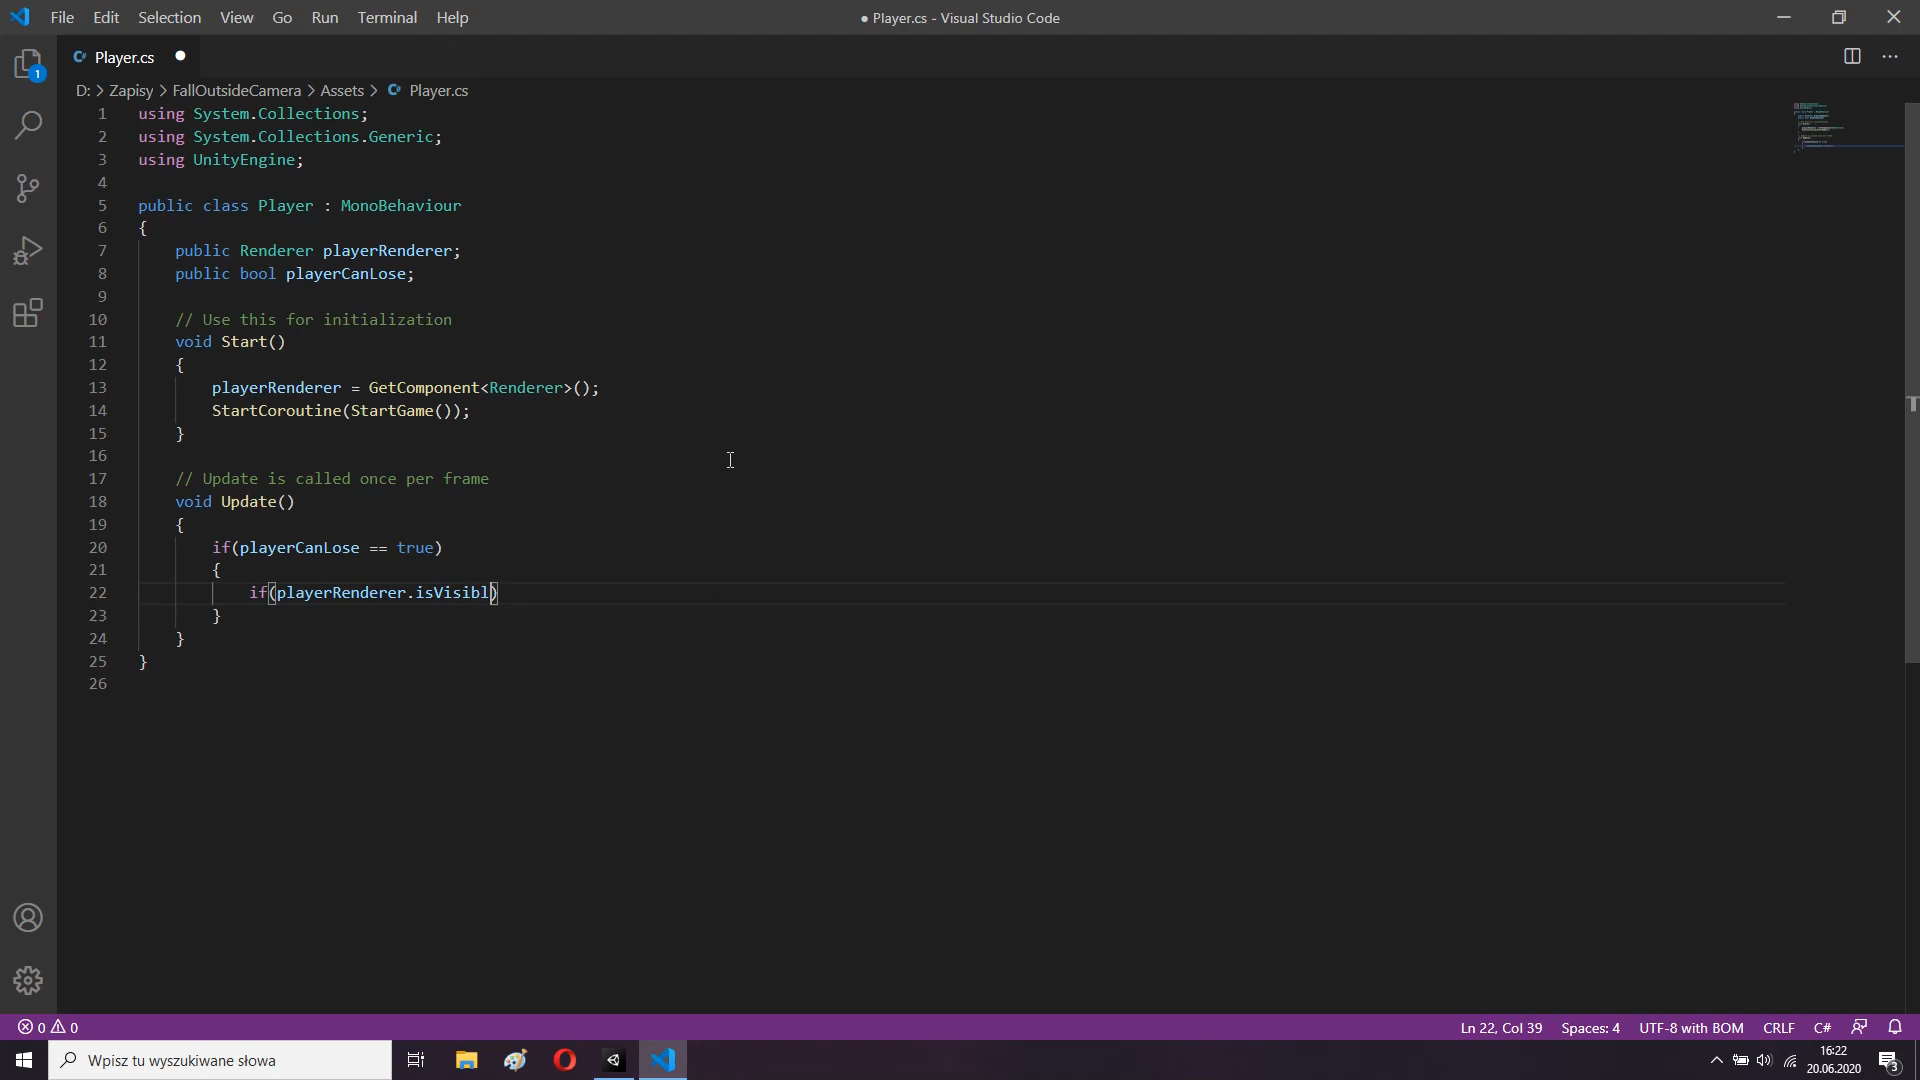 File Edit Selection View Go Run Terminal Help
● Player.cs - Visual Studio Code
Player.cs
D: > Zapisy > FallOutsideCamera > Assets > Player.cs
1 using System.Collections;
2 using System.Collections.Generic;
3 using UnityEngine;
4
5 public class Player : MonoBehaviour
6 {
7 public Renderer playerRenderer;
8 public bool playerCanLose;
9
10 // Use this for initialization
11 void Start()
12 {
13 playerRenderer = GetComponent<Renderer>();
14 StartCoroutine(StartGame());
15 }
16
17 // Update is called once per frame
18 void Update()
19 {
20 if(playerCanLose == true)
21 {
22 if(playerRenderer.isVisibl)
23 }
24 }
25 }
26
1
0 0
Ln 22, Col 39 Spaces: 4 UTF-8 with BOM CRLF C#
Wpisz tu wyszukiwane słowa
16:22
20.06.2020
3